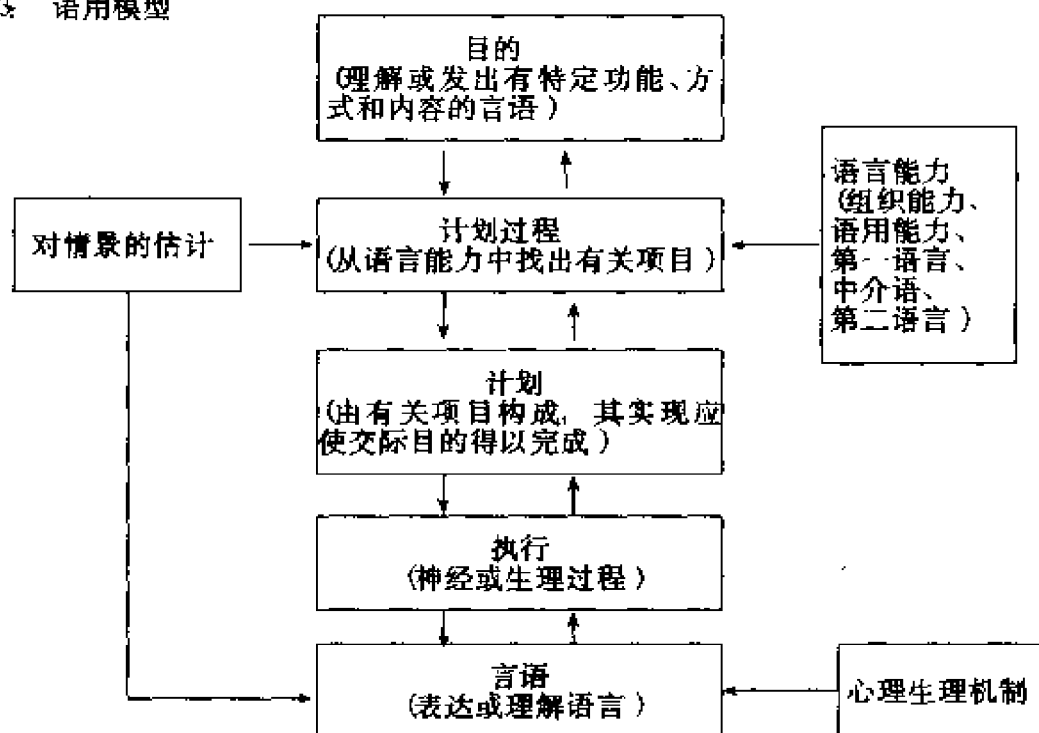 语用模型
目的
(理解或发出有特定功能、方
式和内容的言语)
语言能力
(组织能力、
语用能力、
第一语言、
中介语、
第二语言)
对情景的估计
计划过程
(从语言能力中找出有关项目)
计划
(由有关项目构成,其实现应
使交际目的得以完成)
执行
(神经或生理过程)
言语
(表达或理解语言)
心理生理机制